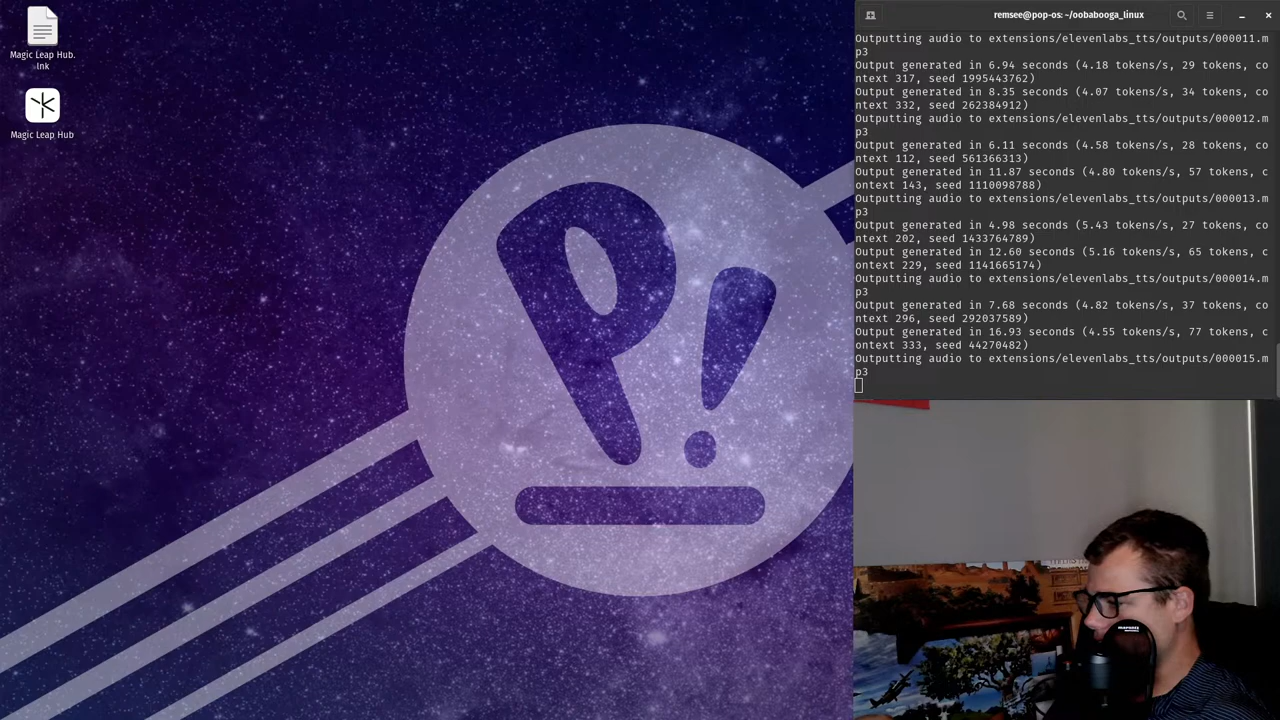 Magic Leap Hub.
lnk
Magic Leap Hub
P!
remsee@pop-os: ~/oobabooga_linux
Outputting audio to extensions/elevenlabs_tts/outputs/000011.m
p3
Output generated in 6.94 seconds (4.18 tokens/s, 29 tokens, co
ntext 317, seed 1995443762)
Output generated in 8.35 seconds (4.07 tokens/s, 34 tokens, co
ntext 332, seed 262384912)
Outputting audio to extensions/elevenlabs_tts/outputs/000012.m
p3
Output generated in 6.11 seconds (4.58 tokens/s, 28 tokens, co
ntext 112, seed 561366313)
Output generated in 11.87 seconds (4.80 tokens/s, 57 tokens, c
ontext 143, seed 1110098788)
Outputting audio to extensions/elevenlabs_tts/outputs/000013.m
p3
Output generated in 4.98 seconds (5.43 tokens/s, 27 tokens, co
ntext 202, seed 1433764789)
Output generated in 12.60 seconds (5.16 tokens/s, 65 tokens, c
ontext 229, seed 1141665174)
Outputting audio to extensions/elevenlabs_tts/outputs/000014.m
p3
Output generated in 7.68 seconds (4.82 tokens/s, 37 tokens, co
ntext 296, seed 292037589)
Output generated in 16.93 seconds (4.55 tokens/s, 77 tokens, c
ontext 333, seed 44270482)
Outputting audio to extensions/elevenlabs_tts/outputs/000015.m
p3